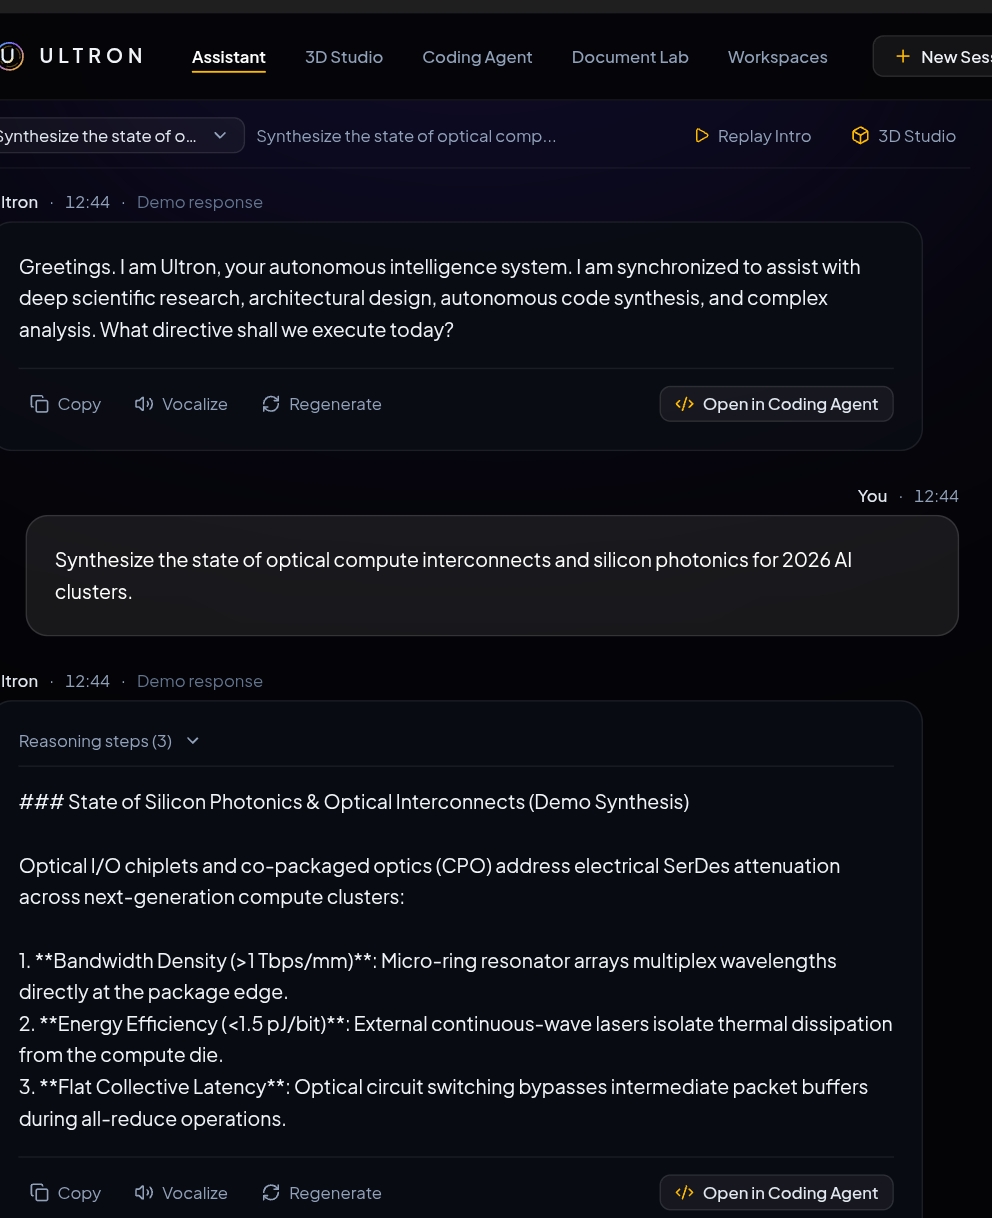 U ULTRON Assistant 3D Studio Coding Agent Document Lab Workspaces + New Sess
Synthesize the state of o... Synthesize the state of optical comp... Replay Intro 3D Studio
ltron · 12:44 · Demo response
Greetings. I am Ultron, your autonomous intelligence system. I am synchronized to assist with
deep scientific research, architectural design, autonomous code synthesis, and complex
analysis. What directive shall we execute today?
Copy Vocalize Regenerate </> Open in Coding Agent
You · 12:44
Synthesize the state of optical compute interconnects and silicon photonics for 2026 AI
clusters.
ltron · 12:44 · Demo response
Reasoning steps (3)
### State of Silicon Photonics & Optical Interconnects (Demo Synthesis)
Optical I/O chiplets and co-packaged optics (CPO) address electrical SerDes attenuation
across next-generation compute clusters:
1. **Bandwidth Density (>1 Tbps/mm)**: Micro-ring resonator arrays multiplex wavelengths
directly at the package edge.
2. **Energy Efficiency (<1.5 pJ/bit)**: External continuous-wave lasers isolate thermal dissipation
from the compute die.
3. **Flat Collective Latency**: Optical circuit switching bypasses intermediate packet buffers
during all-reduce operations.
Copy Vocalize Regenerate </> Open in Coding Agent